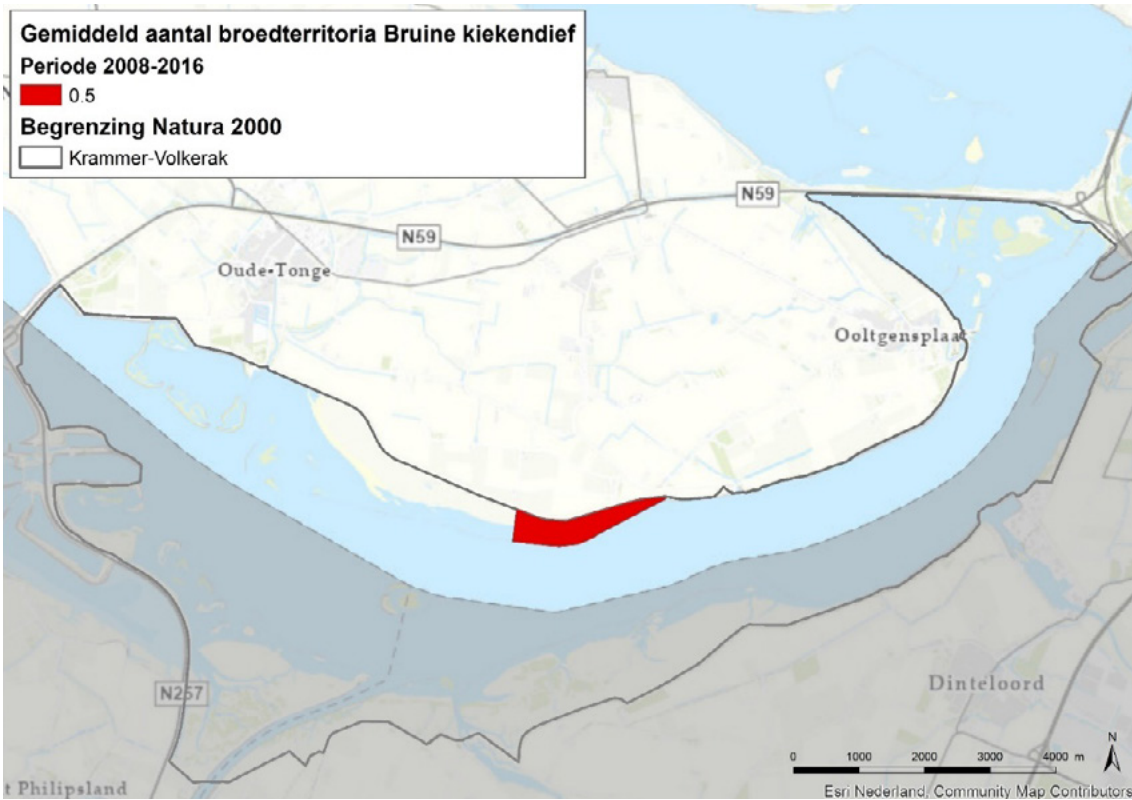 Gemiddeld aantal broedterritoria Bruine kiekendief
Periode 2008-2016
0.5
Begrenzing Natura 2000
Krammer-Volkerak
N59
N59
Oude-Tonge
Ooltgensplaat
N257
Dinteloord
t Philipsland
0 1000 2000 3000 4000 m
N
Esri Nederland, Community Map Contributors